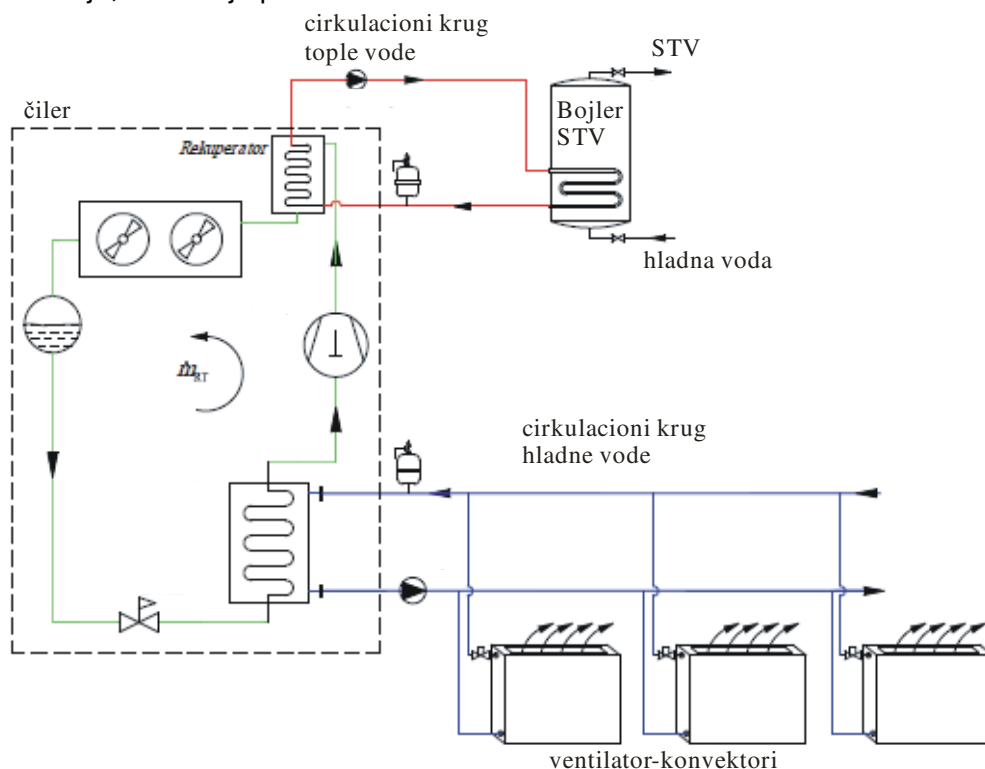 cirkulacioni krug
tople vode
STV
čiler
Bojler
STV
Rekuperator
hladna voda
ṁRT
cirkulacioni krug
hladne vode
ventilator-konvektori